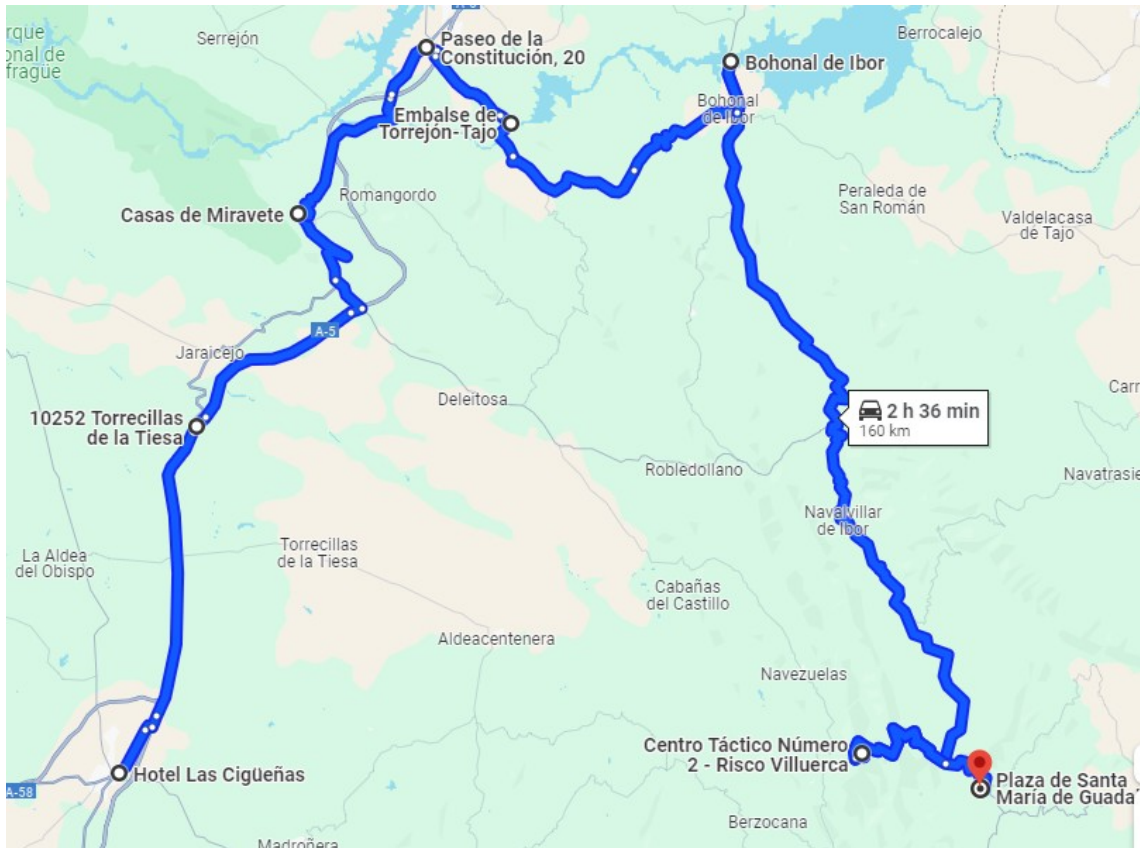 Serrejón
Paseo de la
Constitución, 20
Berrocalejo
arque
onal de
fragüe
Bohonal de Ibor
Bohonal
de Ibor
Embalse de
Torrejón-Tajo
Romangordo
Casas de Miravete
Peraleda de
San Román
Valdelacasa
de Tajo
A-5
Jaraicejo
Deleitosa
Carr
10252 Torrecillas
de la Tiesa
2 h 36 min
160 km
Robledollano
Navatrasie
Navalvillar
de Ibor
La Aldea
del Obispo
Torrecillas
de la Tiesa
Cabañas
del Castillo
Aldeacentenera
Navezuelas
Centro Táctico Número
2 - Risco Villuerca
Hotel Las Cigüeñas
Plaza de Santa
María de Guada
A-58
Berzocana
Madroñera